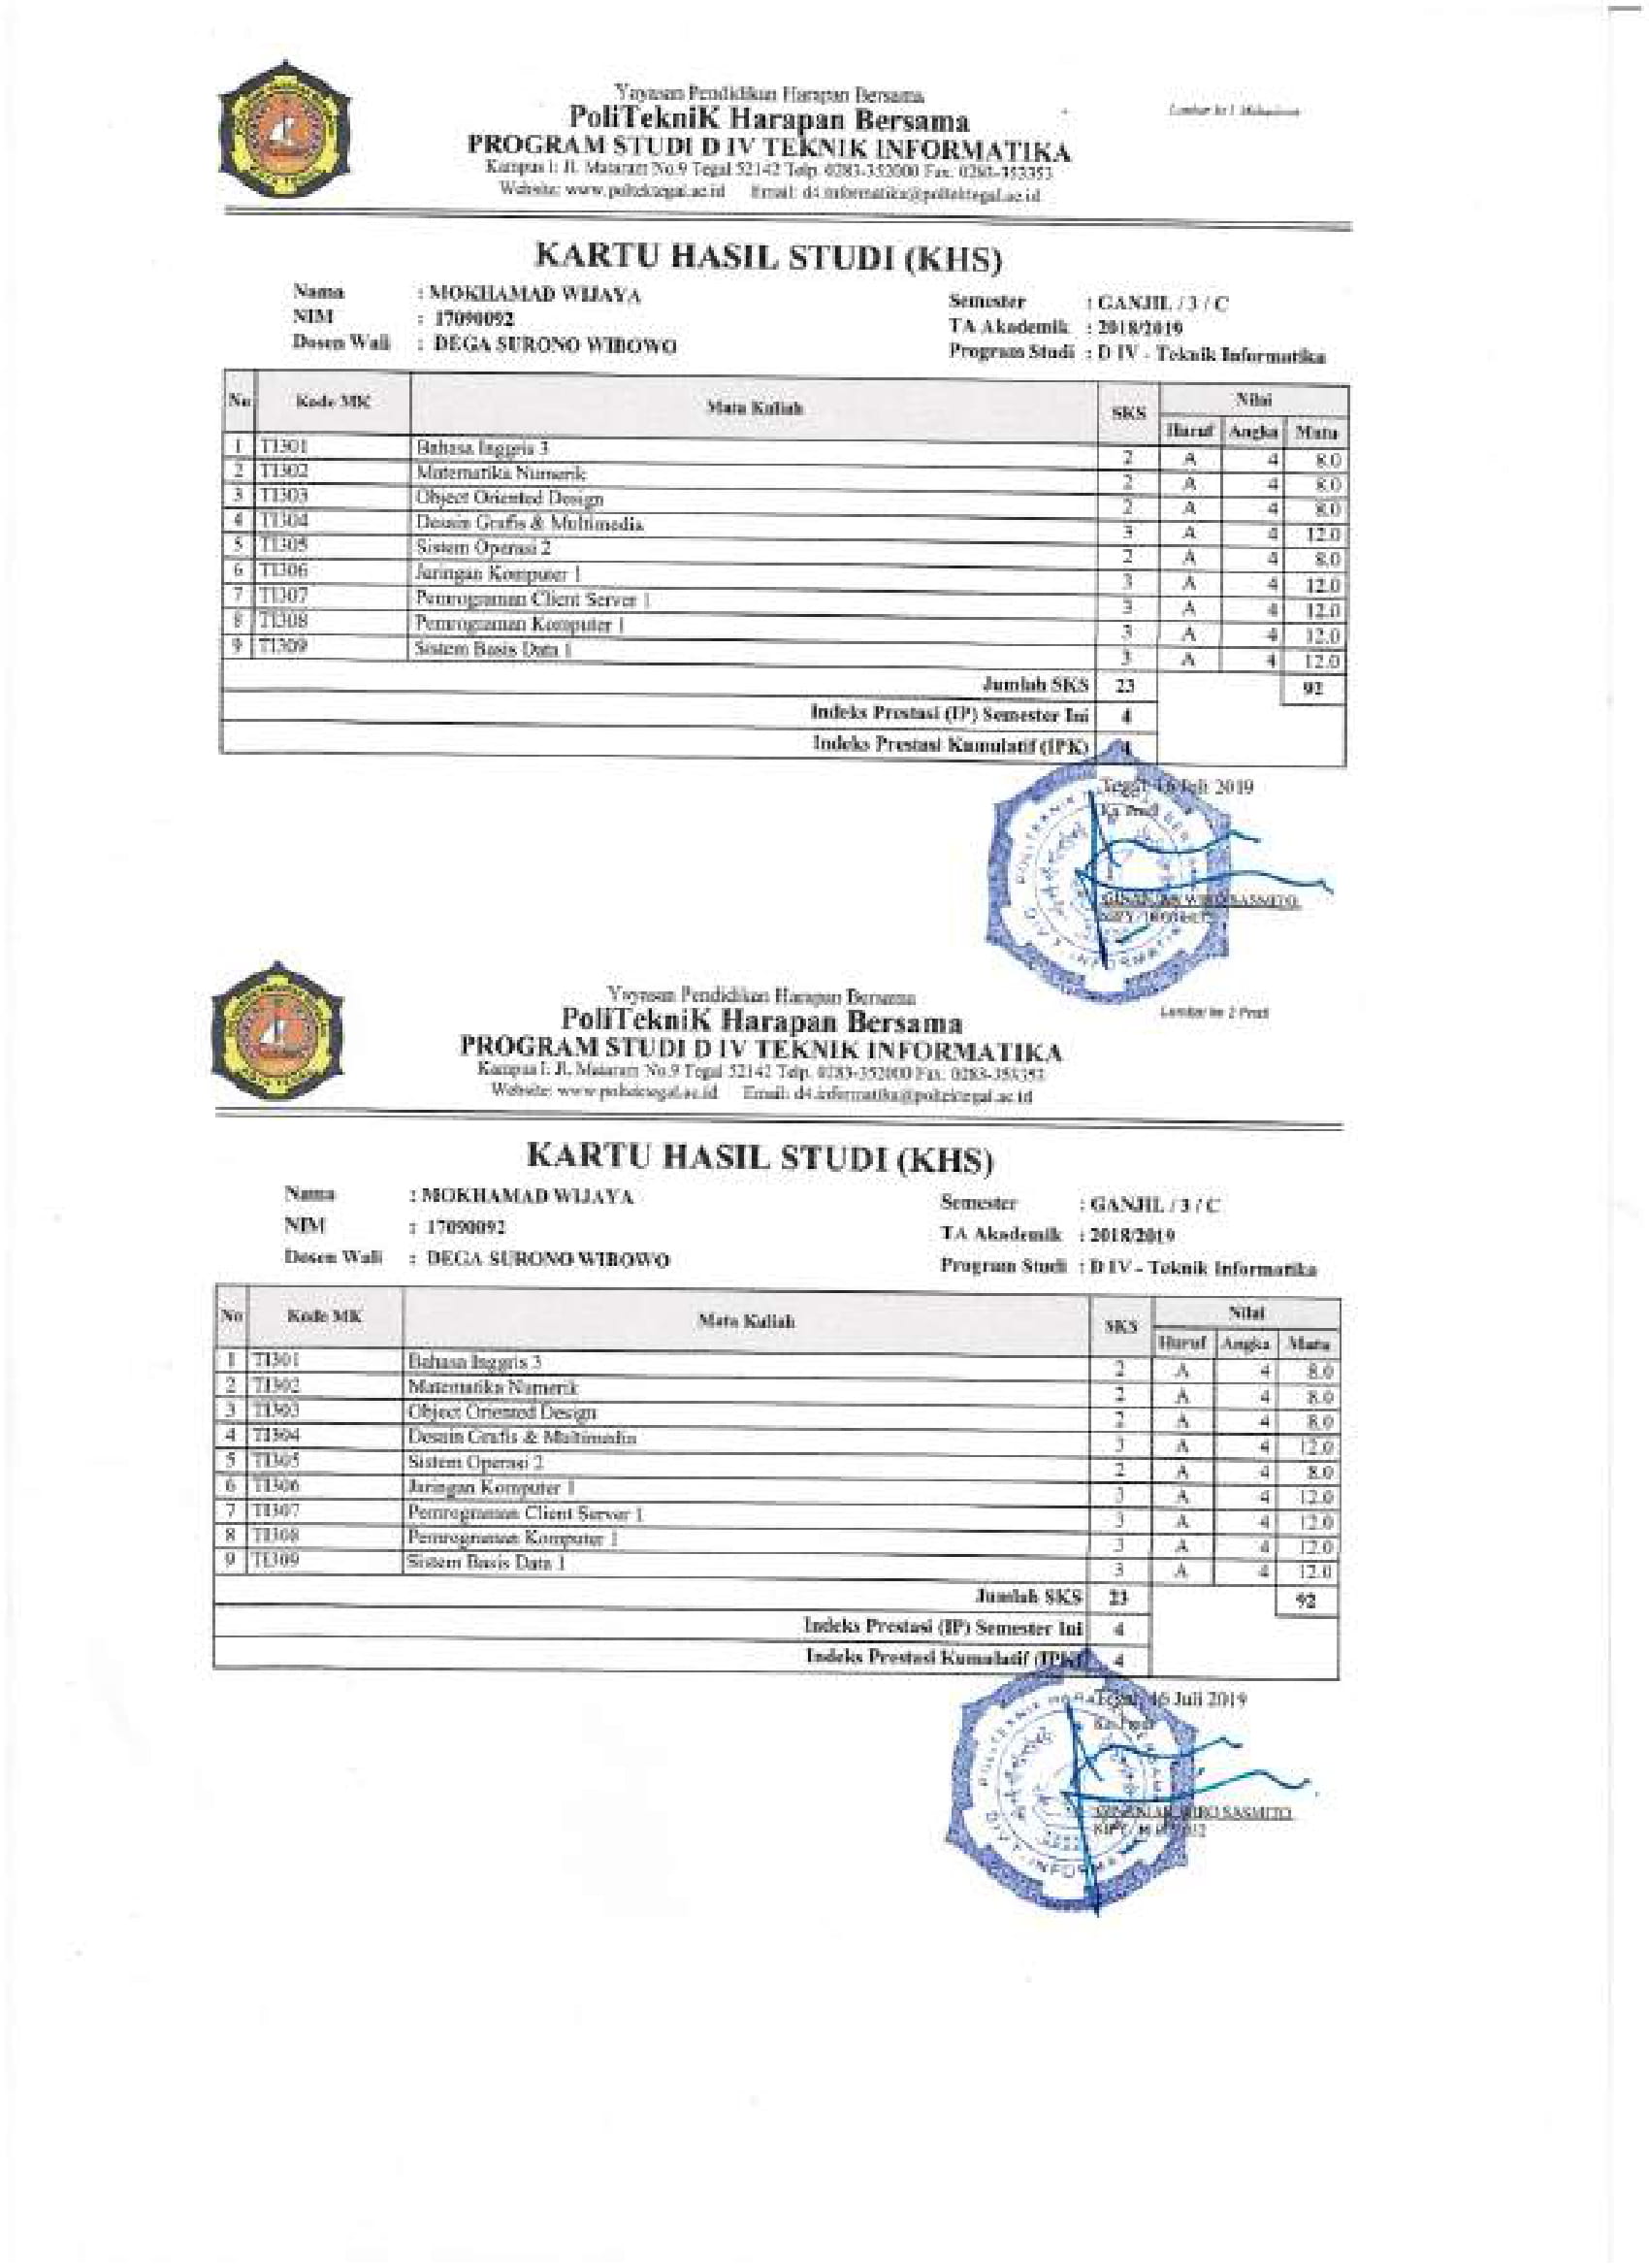 Yayasan Pendidikan Harapan Bersama
PoliTekniK Harapan Bersama
Lembar ke 1 Mahasiswa
PROGRAM STUDI D IV TEKNIK INFORMATIKA
Kampus I: Jl. Mataram No.9 Tegal 52142 Telp. 0283-352000 Fax. 0283-353353
Website: www.poltektegal.ac.id Email: d4.informatika@poltektegal.ac.id
KARTU HASIL STUDI (KHS)
Nama : MOKHAMAD WIJAYA Semester : GANJIL / 3 / C
NIM : 17090092 TA Akademik : 2018/2019
Dosen Wali : DEGA SURONO WIBOWO Program Studi : D IV - Teknik Informatika
No Kode MK Mata Kuliah SKS Nilai
Huruf Angka Mutu
1 TI301 Bahasa Inggris 3 2 A 4 8.0
2 TI302 Matematika Numerik 2 A 4 8.0
3 TI303 Object Oriented Design 2 A 4 8.0
4 TI304 Desain Grafis & Multimedia 3 A 4 12.0
5 TI305 Sistem Operasi 2 2 A 4 8.0
6 TI306 Jaringan Komputer 1 3 A 4 12.0
7 TI307 Pemrograman Client Server 1 3 A 4 12.0
8 TI308 Pemrograman Komputer 1 3 A 4 12.0
9 TI309 Sistem Basis Data 1 3 A 4 12.0
Jumlah SKS 23 92
Indeks Prestasi (IP) Semester Ini 4
Indeks Prestasi Kumulatif (IPK) 4
Tegal, 16 Juli 2019
Ka Prodi
WIRO SASMITO
Yayasan Pendidikan Harapan Bersama
Lembar ke 2 Prodi
PoliTekniK Harapan Bersama
PROGRAM STUDI D IV TEKNIK INFORMATIKA
Kampus I: Jl. Mataram No.9 Tegal 52142 Telp. 0283-352000 Fax. 0283-353353
Website: www.poltektegal.ac.id Email: d4.informatika@poltektegal.ac.id
KARTU HASIL STUDI (KHS)
Nama : MOKHAMAD WIJAYA Semester : GANJIL / 3 / C
NIM : 17090092 TA Akademik : 2018/2019
Dosen Wali : DEGA SURONO WIBOWO Program Studi : D IV - Teknik Informatika
No Kode MK Mata Kuliah SKS Nilai
Huruf Angka Mutu
1 TI301 Bahasa Inggris 3 2 A 4 8.0
2 TI302 Matematika Numerik 2 A 4 8.0
3 TI303 Object Oriented Design 2 A 4 8.0
4 TI304 Desain Grafis & Multimedia 3 A 4 12.0
5 TI305 Sistem Operasi 2 2 A 4 8.0
6 TI306 Jaringan Komputer 1 3 A 4 12.0
7 TI307 Pemrograman Client Server 1 3 A 4 12.0
8 TI308 Pemrograman Komputer 1 3 A 4 12.0
9 TI309 Sistem Basis Data 1 3 A 4 12.0
Jumlah SKS 23 92
Indeks Prestasi (IP) Semester Ini 4
Indeks Prestasi Kumulatif (IPK) 4
Tegal, 16 Juli 2019
Ka Prodi
WIRO SASMITO